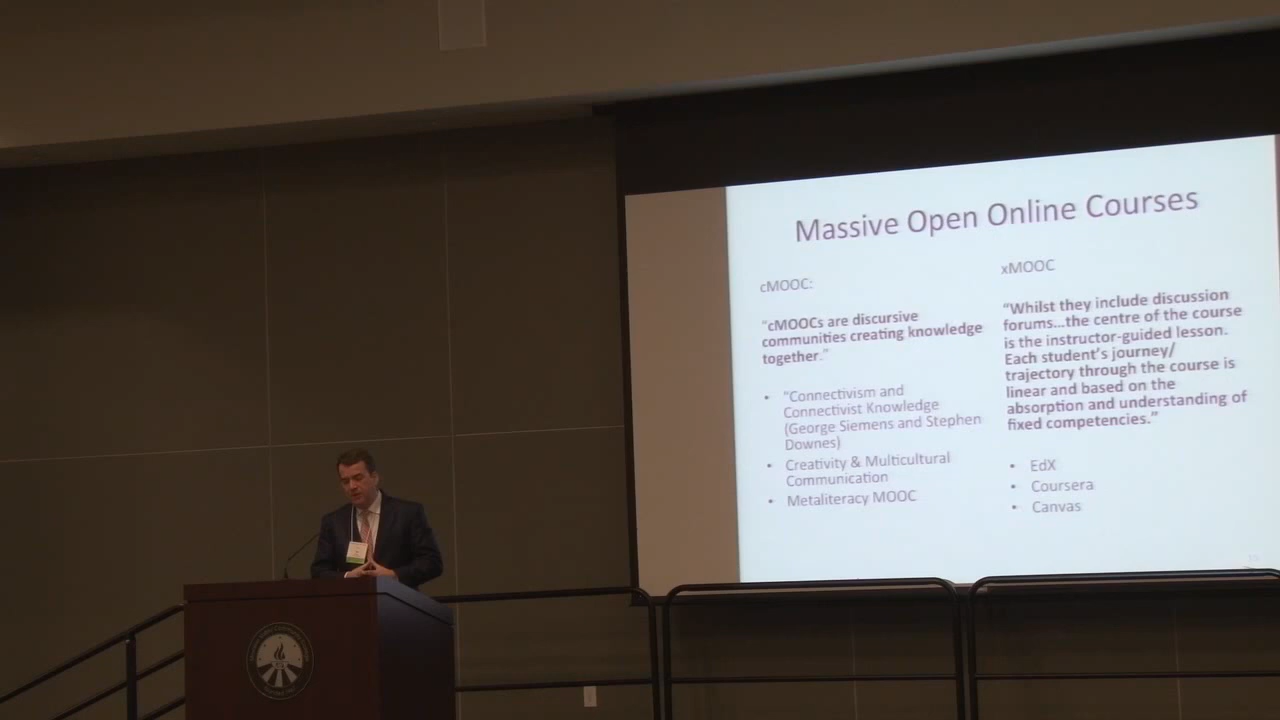 Massive Open Online Courses
cMOOC:
"cMOOCs are discursive
communities creating knowledge
together."
• "Connectivism and
Connectivist Knowledge
(George Siemens and Stephen
Downes)
• Creativity & Multicultural
Communication
• Metaliteracy MOOC
xMOOC
"Whilst they include discussion
forums...the centre of the course
is the instructor-guided lesson.
Each student's journey/
trajectory through the course is
linear and based on the
absorption and understanding of
fixed competencies."
• EdX
• Coursera
• Canvas